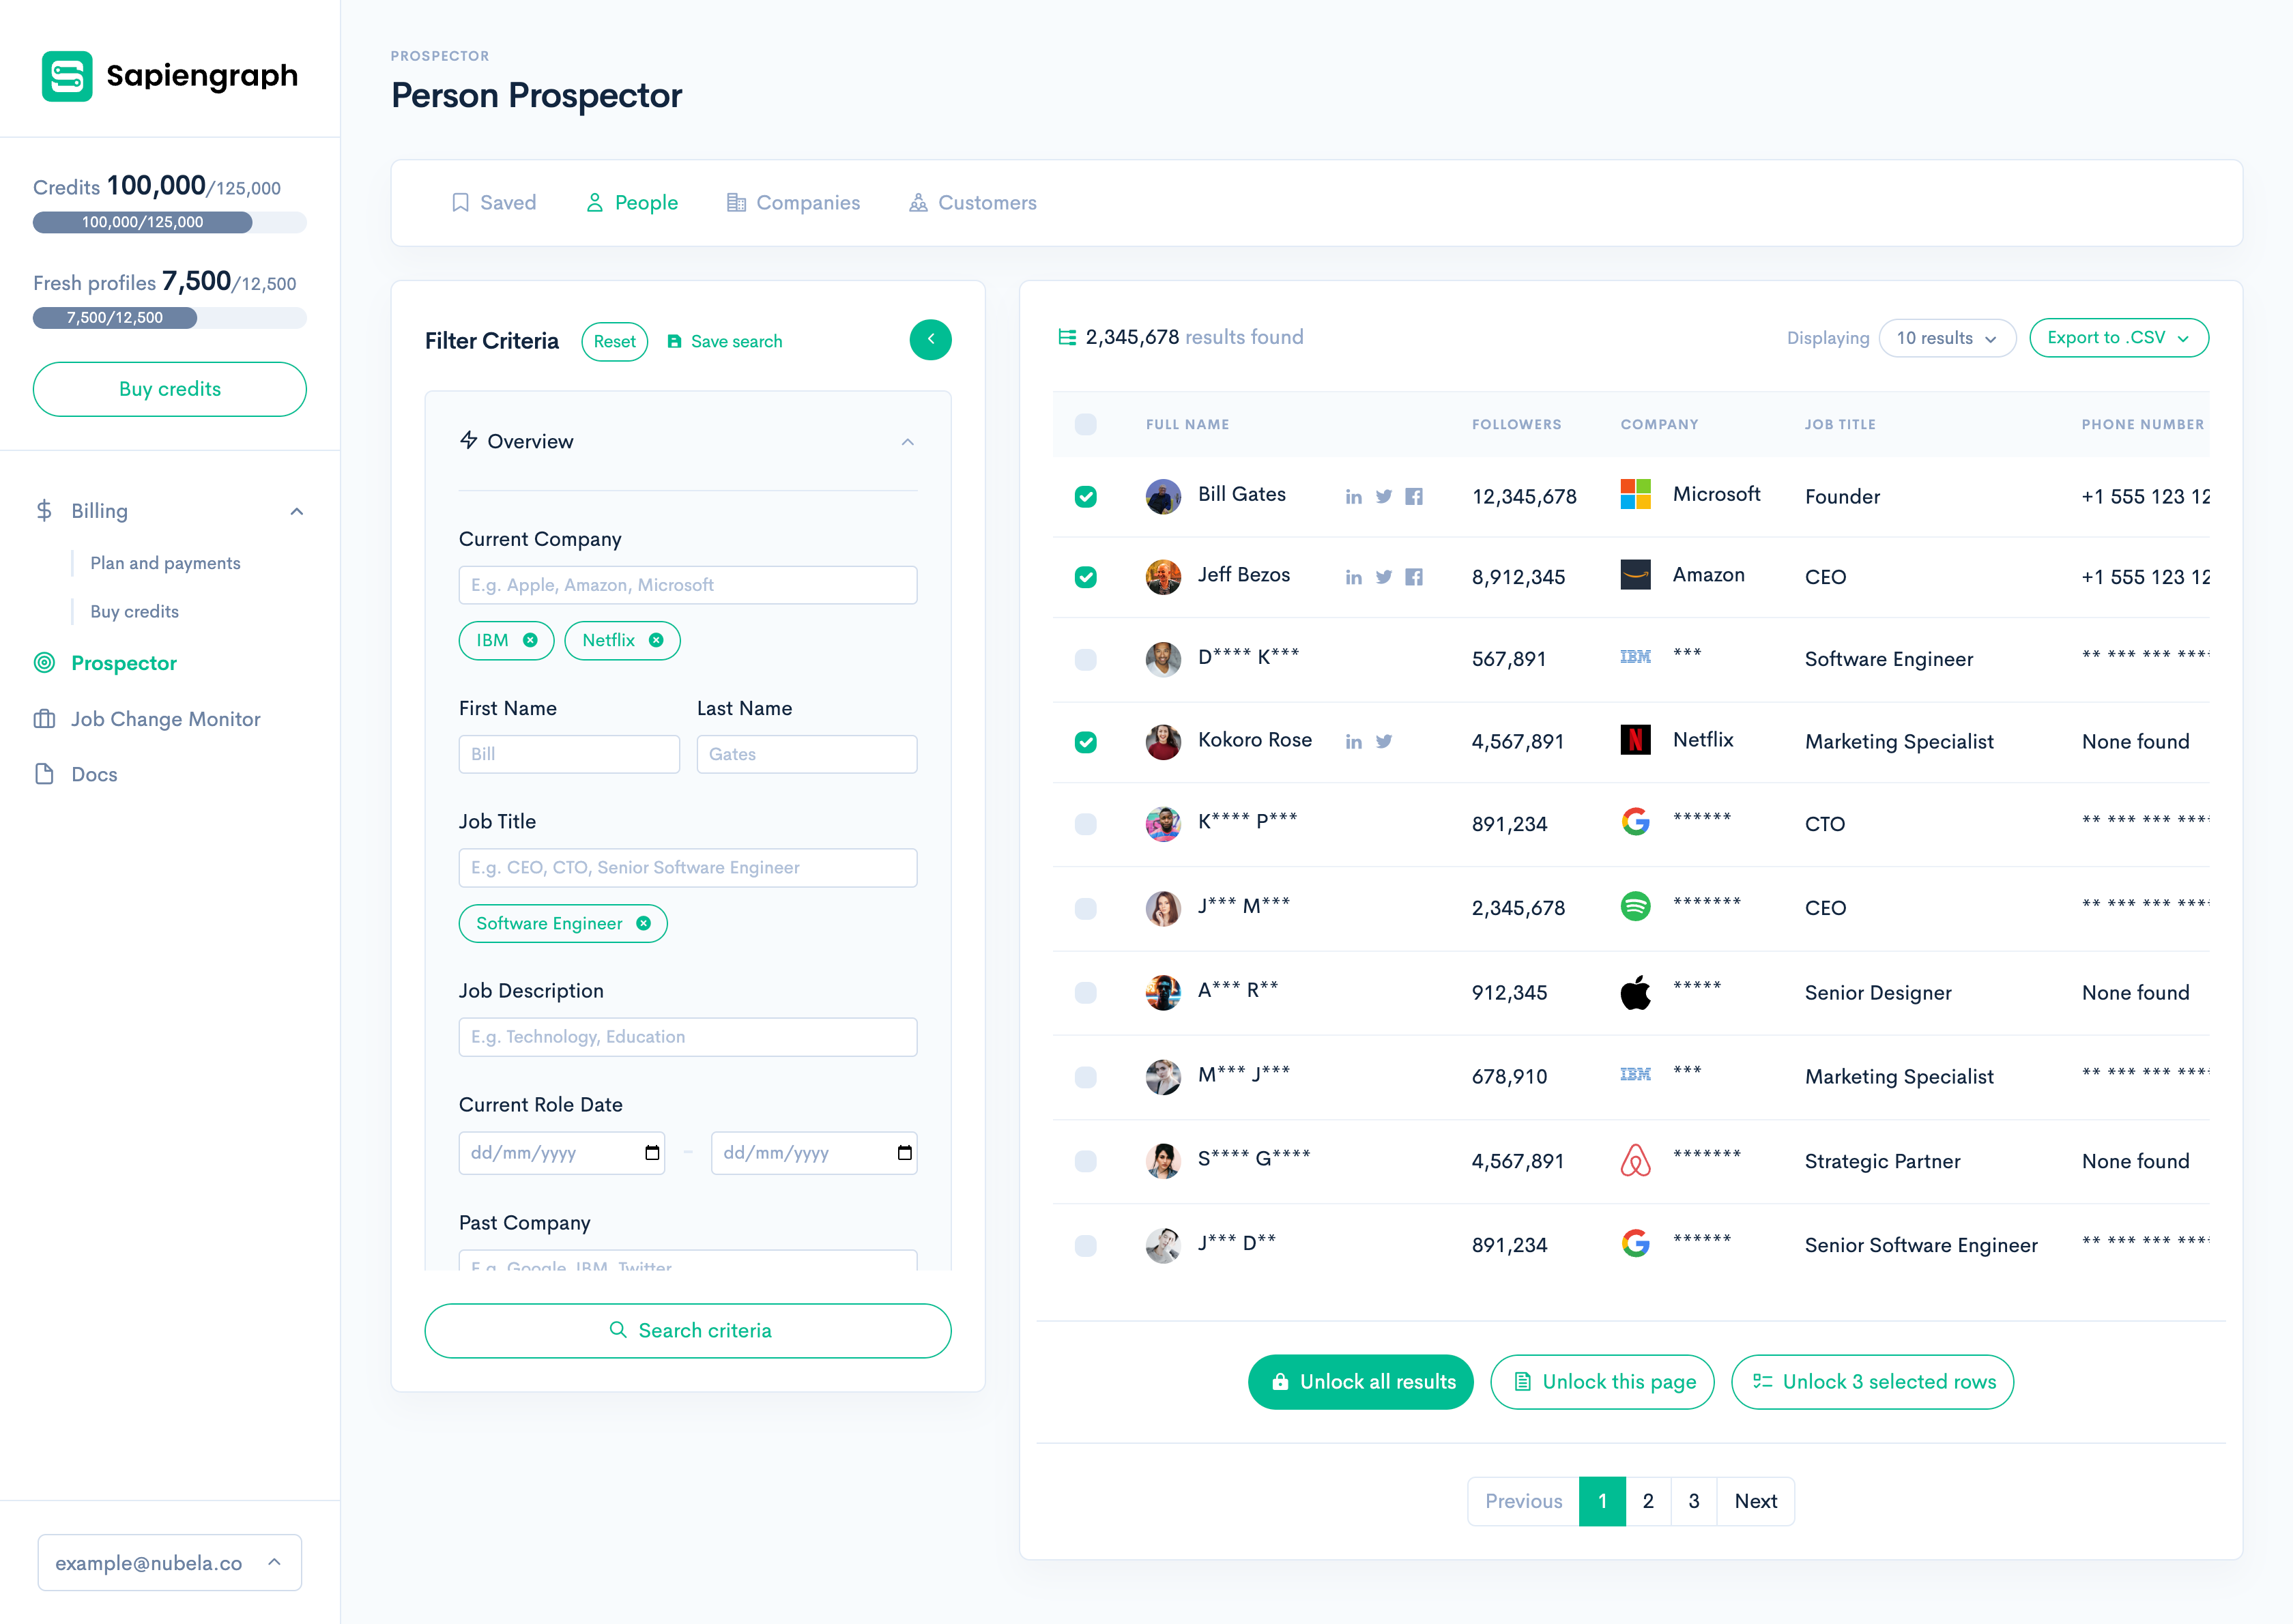 Sapiengraph
Credits 100,000/125,000
100,000/125,000
Fresh profiles 7,500/12,500
7,500/12,500
Buy credits
Billing
Plan and payments
Buy credits
Prospector
Job Change Monitor
Docs
example@nubela.co
PROSPECTOR
Person Prospector
Saved People Companies Customers
Filter Criteria Reset Save search
Overview
Current Company
E.g. Apple, Amazon, Microsoft
IBM Netflix
First Name Last Name
Bill Gates
Job Title
E.g. CEO, CTO, Senior Software Engineer
Software Engineer
Job Description
E.g. Technology, Education
Current Role Date
dd/mm/yyyy - dd/mm/yyyy
Past Company
E.g. Google, IBM, Twitter
Search criteria
2,345,678 results found Displaying 10 results Export to .CSV
FULL NAME FOLLOWERS COMPANY JOB TITLE PHONE NUMBER
Bill Gates 12,345,678 Microsoft Founder +1 555 123 12
Jeff Bezos 8,912,345 Amazon CEO +1 555 123 12
D**** K*** 567,891 IBM *** Software Engineer ** *** *** ****
Kokoro Rose 4,567,891 Netflix Marketing Specialist None found
K**** P*** 891,234 ****** CTO ** *** *** ****
J*** M*** 2,345,678 ******* CEO ** *** *** ****
A*** R** 912,345 ***** Senior Designer None found
M*** J*** 678,910 IBM *** Marketing Specialist ** *** *** ****
S**** G**** 4,567,891 ******* Strategic Partner None found
J*** D** 891,234 ****** Senior Software Engineer ** *** *** ****
Unlock all results Unlock this page Unlock 3 selected rows
Previous 1 2 3 Next